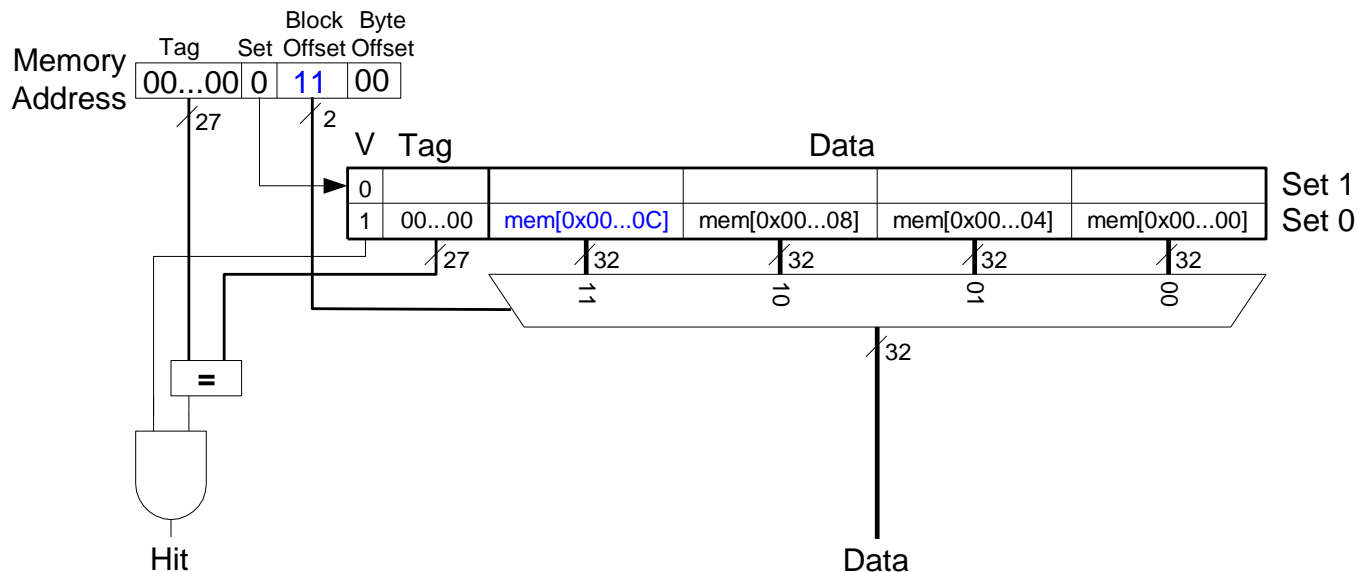 Block Byte
Tag Set Offset Offset
Memory
Address
00...00 0 11 00
27 2
V Tag Data
0 Set 1
1 00...00 mem[0x00...0C] mem[0x00...08] mem[0x00...04] mem[0x00...00] Set 0
27 32 32 32 32
11 10 01 00
32
=
Hit Data